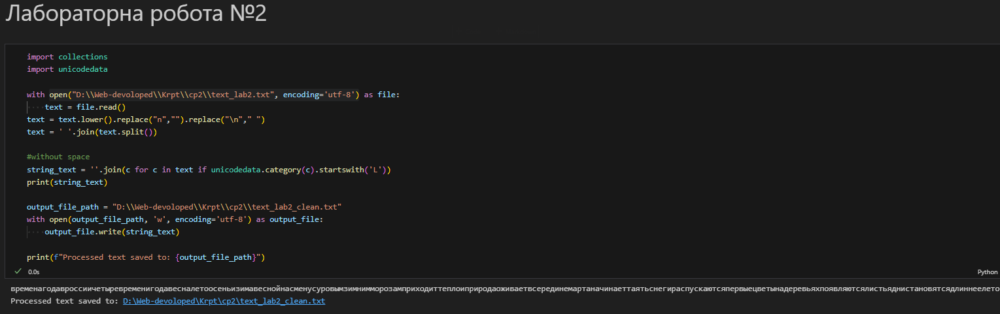 Лабораторна робота №2
import collections
import unicodedata
with open("D:\\Web-devoloped\\Krpt\\cp2\\text_lab2.txt", encoding='utf-8') as file:
    text = file.read()
text = text.lower().replace("n","").replace("\n"," ")
text = ' '.join(text.split())
#without space
string_text = ''.join(c for c in text if unicodedata.category(c).startswith('L'))
print(string_text)
output_file_path = "D:\\Web-devoloped\\Krpt\\cp2\\text_lab2_clean.txt"
with open(output_file_path, 'w', encoding='utf-8') as output_file:
    output_file.write(string_text)
print(f"Processed text saved to: {output_file_path}")
0.0s
Python
временагодавроссиичетыревременигодавесналетоосеньизимавеснойнасменусуровымзимнимморозамприходиттеплоиприродаоживаетвсерединемартаначинаеттаятьснегираспускаютсяпервыецветынадеревьяхпоявляютсялистьяднистановятсядлиннеелето
Processed text saved to: D:\Web-devoloped\Krpt\cp2\text_lab2_clean.txt